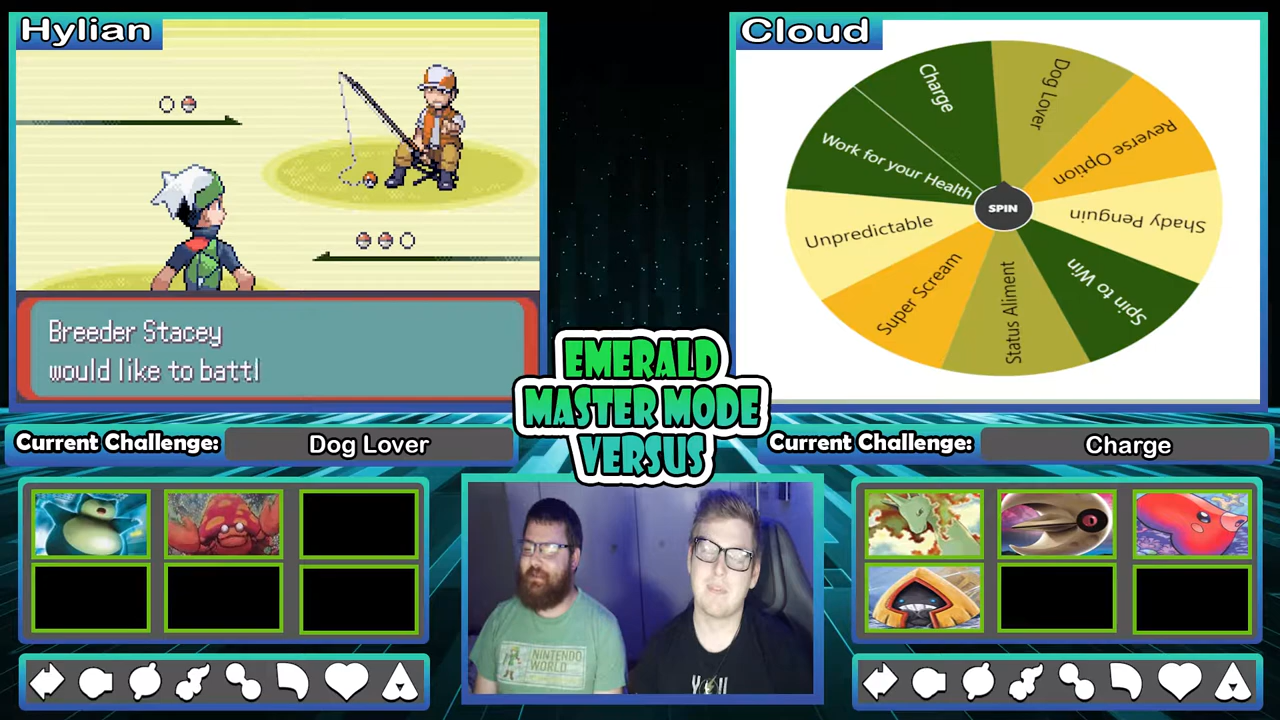 Hylian
Breeder Stacey
would like to battl
Cloud
Charge
Dog Lover
Reverse Option
Shady Penguin
Spin to Win
Status Aliment
Super Scream
Unpredictable
Work for your Health
SPIN
EMERALD
MASTER MODE
VERSUS
Current Challenge: Dog Lover
Current Challenge: Charge
NINTENDO
WORLD